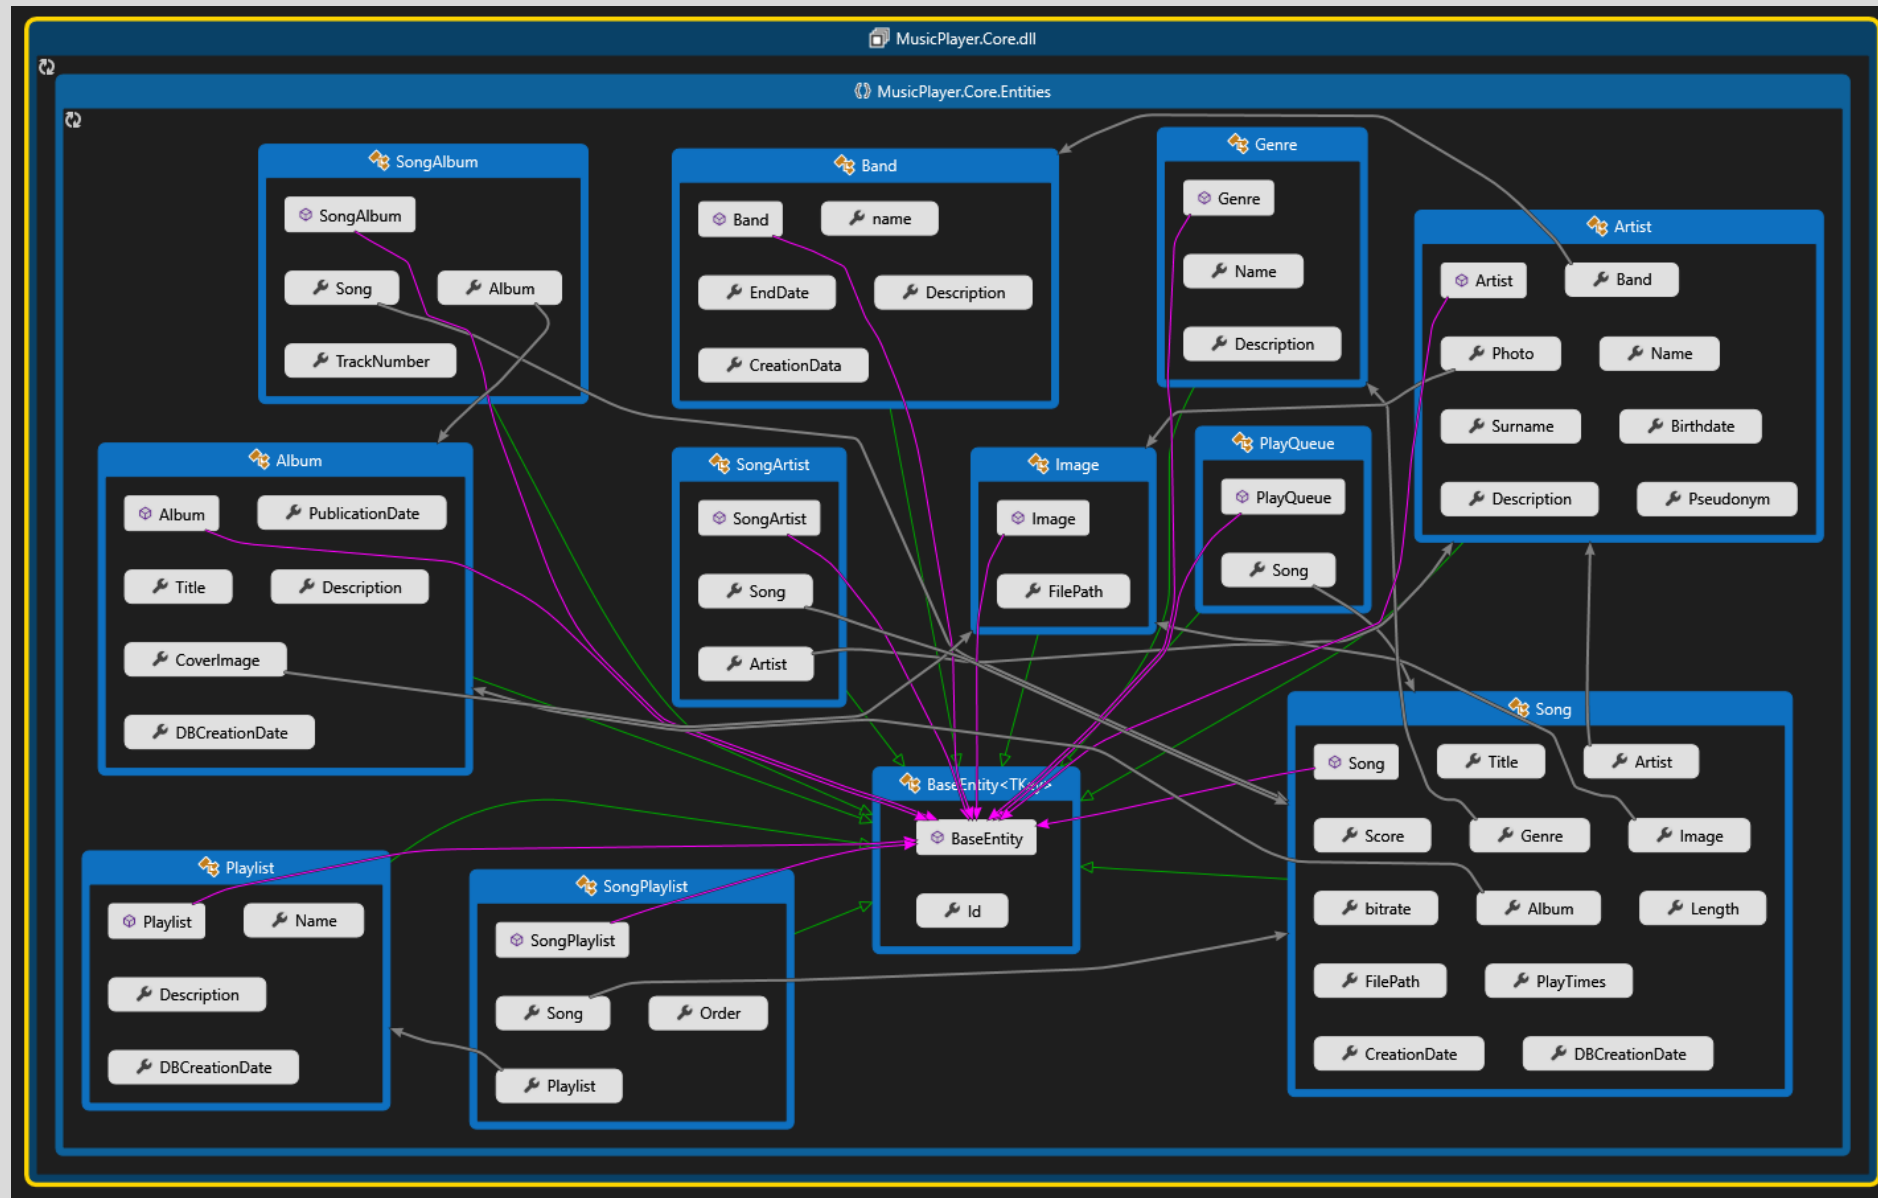 MusicPlayer.Core.dll
MusicPlayer.Core.Entities
SongAlbum
SongAlbum
Song
Album
TrackNumber
Band
Band
name
EndDate
Description
CreationData
Genre
Genre
Name
Description
Artist
Artist
Band
Photo
Name
Surname
Birthdate
Description
Pseudonym
Album
Album
PublicationDate
Title
Description
CoverImage
DBCreationDate
SongArtist
SongArtist
Song
Artist
Image
Image
FilePath
PlayQueue
PlayQueue
Song
BaseEntity<TKey>
BaseEntity
Id
Song
Song
Title
Artist
Score
Genre
Image
bitrate
Album
Length
FilePath
PlayTimes
CreationDate
DBCreationDate
Playlist
Playlist
Name
Description
DBCreationDate
SongPlaylist
SongPlaylist
Song
Order
Playlist